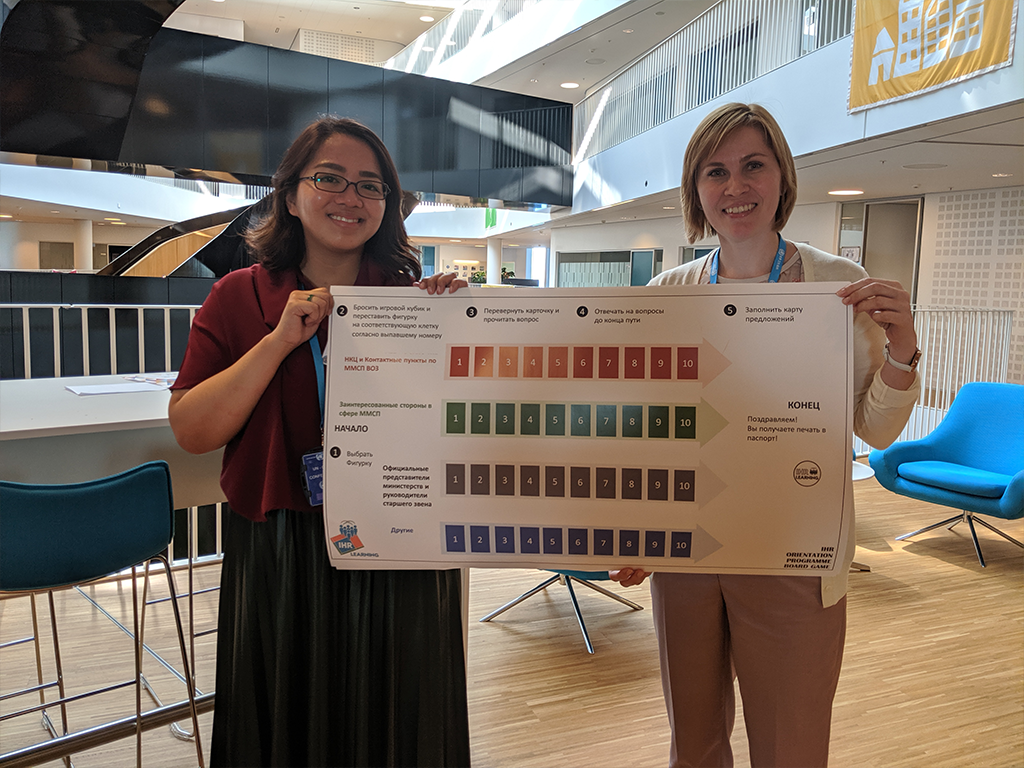 2 Бросить игровой кубик и
переставить фигурку
на соответствующую клетку
согласно выпавшему номеру
3 Перевернуть карточку и
прочитать вопрос
4 Отвечать на вопросы
до конца пути
5 Заполнить карту
предложений
НКЦ и Контактные пункты по
ММСП ВОЗ
1 2 3 4 5 6 7 8 9 10
Заинтересованные стороны в
сфере ММСП
1 2 3 4 5 6 7 8 9 10
НАЧАЛО
1 Выбрать
Фигурку
Официальные
представители
министерств и
руководители
старшего звена
1 2 3 4 5 6 7 8 9 10
Другие
1 2 3 4 5 6 7 8 9 10
КОНЕЦ
Поздравляем!
Вы получаете печать в
паспорт!
LEARNING
IHR
LEARNING
IHR
ORIENTATION
PROGRAMME
BOARD GAME
UN